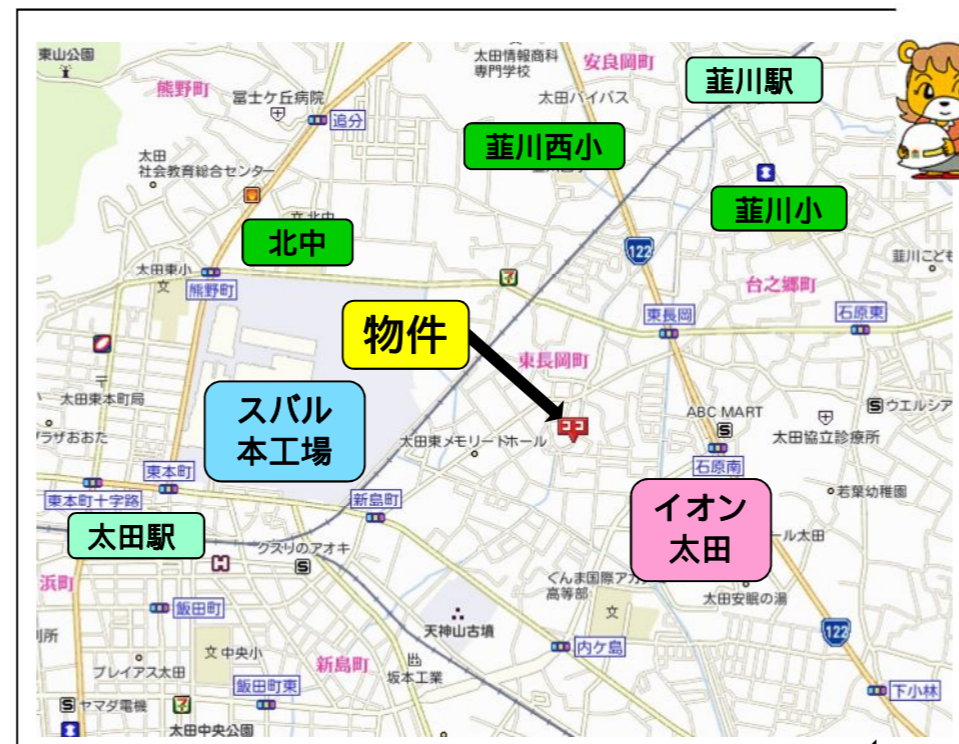 東山公園
熊野町
冨士ケ丘病院
追分
太田情報商科
専門学校
安良岡町
太田バイパス
韮川駅
韮川西小
韮川小
太田
社会教育総合センター
北中
文 北中
太田東小
文
熊野町
122
韮川こども
台之郷町
東長岡
石原東
物件
東長岡町
スバル
本工場
太田東本町局
プラザおおた
東本町
東本町十字路
太田東メモリードホール
新島町
ABC MART
S
太田協立診療所
S ウエルシア
石原南
若葉幼稚園
イオン
太田
ール太田
太田駅
クスリのアオキ
S
浜町
飯田町
ぐんま国際アカデ
高等部
文
太田安眠の湯
天神山古墳
内ケ島
122
文 中央小
新島町
坂本工業
プレイアス太田
飯田町東
S ヤマダ電機
太田中央公園
下小林